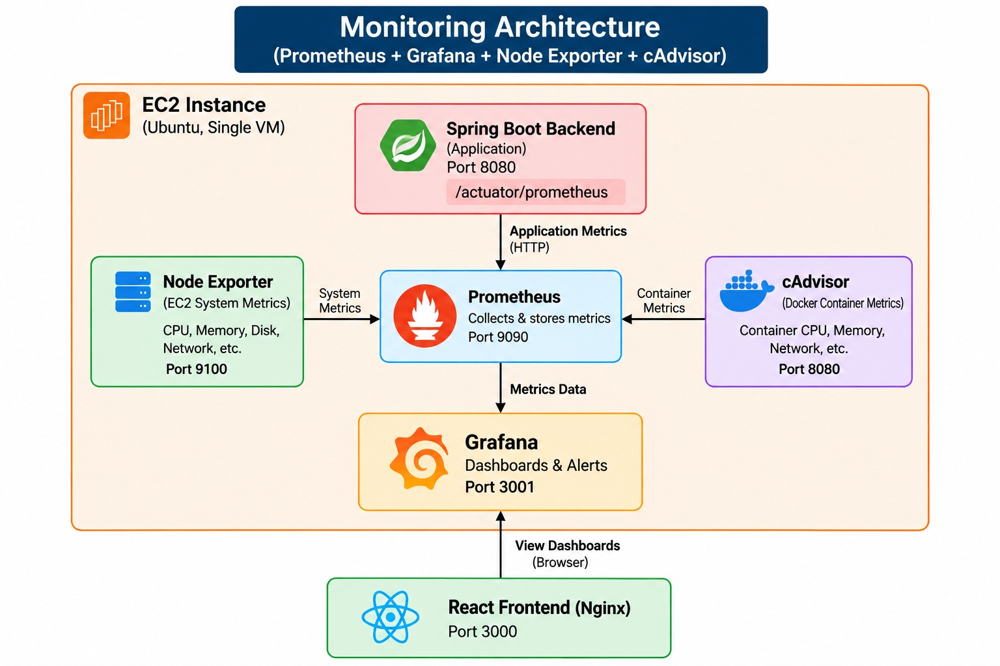 Monitoring Architecture
(Prometheus + Grafana + Node Exporter + cAdvisor)
EC2 Instance
(Ubuntu, Single VM)
Spring Boot Backend
(Application)
Port 8080
/actuator/prometheus
Application Metrics
(HTTP)
Node Exporter
(EC2 System Metrics)
CPU, Memory, Disk,
Network, etc.
Port 9100
System
Metrics
Prometheus
Collects & stores metrics
Port 9090
Container
Metrics
cAdvisor
(Docker Container Metrics)
Container CPU, Memory,
Network, etc.
Port 8080
Metrics Data
Grafana
Dashboards & Alerts
Port 3001
View Dashboards
(Browser)
React Frontend (Nginx)
Port 3000